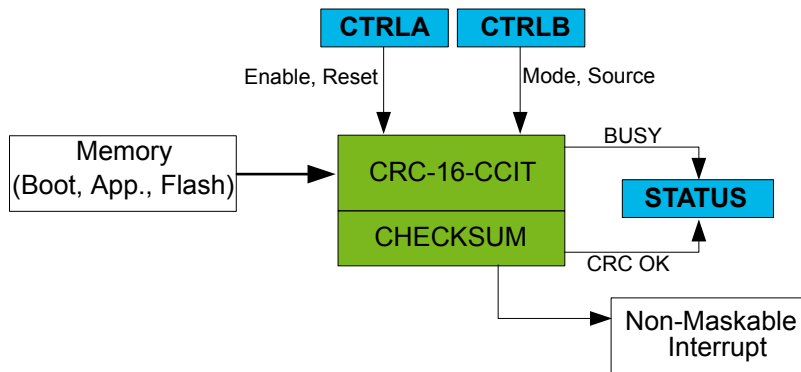 CTRLA
CTRLB
Enable, Reset
Mode, Source
Memory
(Boot, App., Flash)
CRC-16-CCIT
BUSY
STATUS
CHECKSUM
CRC OK
Non-Maskable
Interrupt